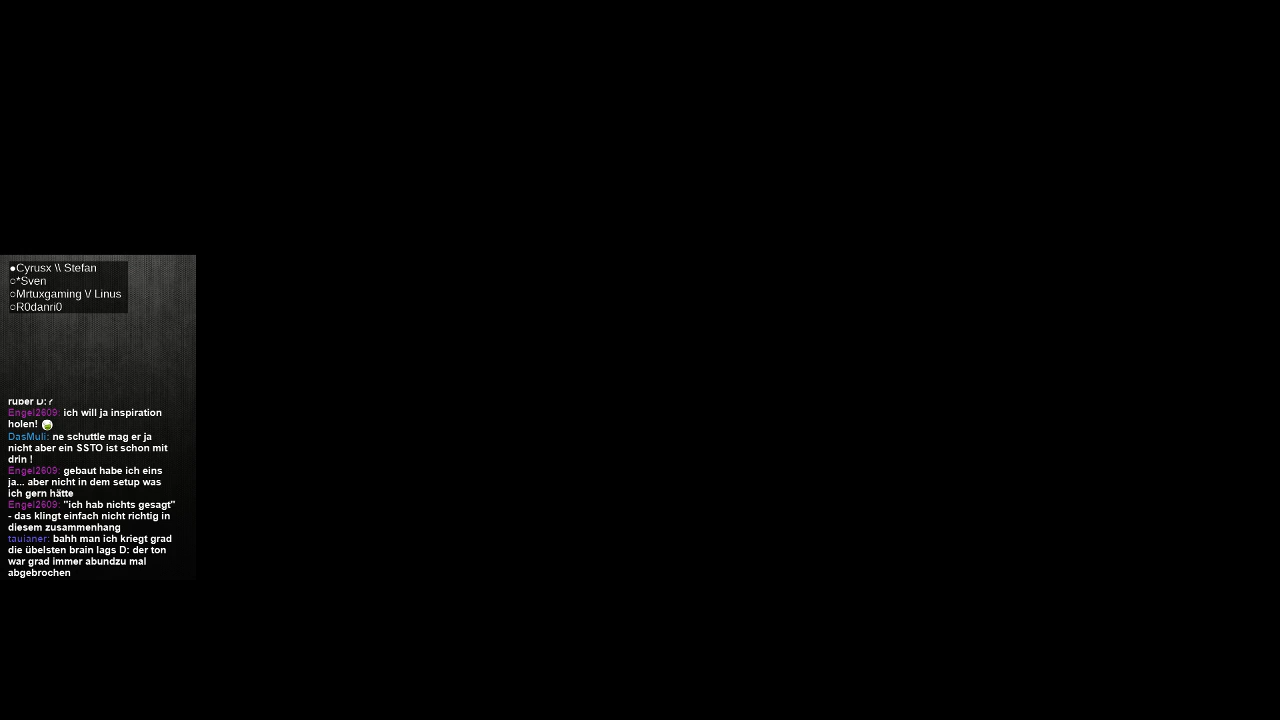 ●Cyrusx \\ Stefan
○*Sven
○Mrtuxgaming \/ Linus
○R0danri0
rüber D:?
Engel2609: ich will ja inspiration
holen!
DasMuli: ne schuttle mag er ja
nicht aber ein SSTO ist schon mit
drin !
Engel2609: gebaut habe ich eins
ja... aber nicht in dem setup was
ich gern hätte
Engel2609: "ich hab nichts gesagt"
- das klingt einfach nicht richtig in
diesem zusammenhang
tauianer: bahh man ich kriegt grad
die übelsten brain lags D: der ton
war grad immer abundzu mal
abgebrochen